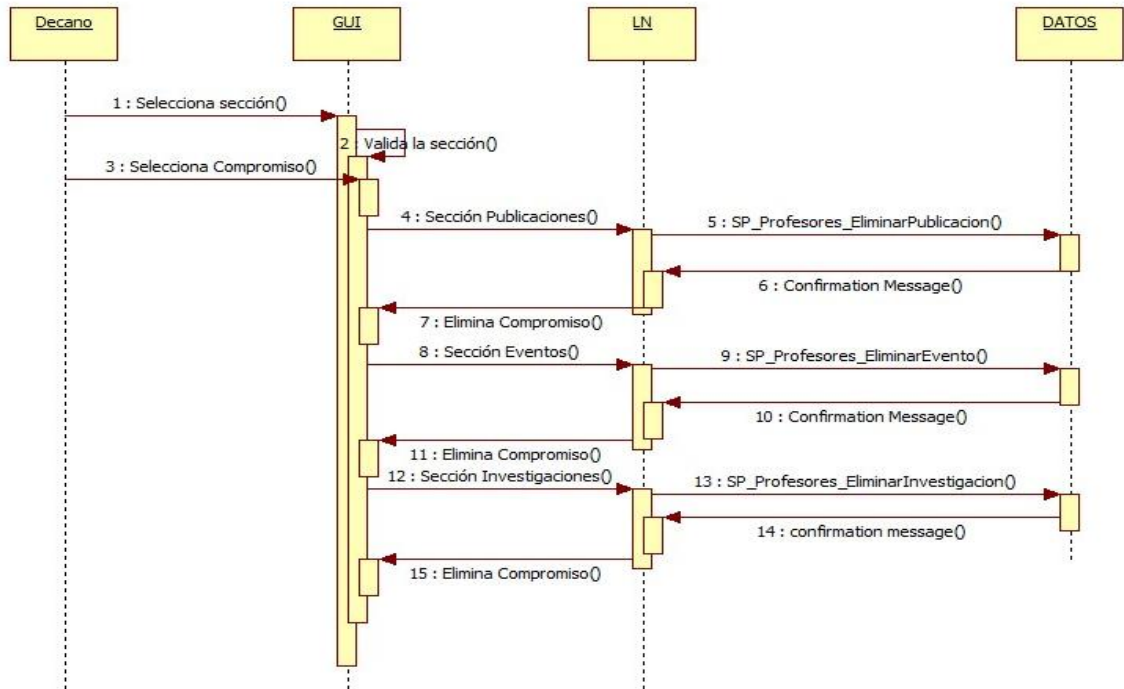 Decano
GUI
LN
DATOS
1 : Selecciona sección()
2 : Valida la sección()
3 : Selecciona Compromiso()
4 : Sección Publicaciones()
5 : SP_Profesores_EliminarPublicacion()
6 : Confirmation Message()
7 : Elimina Compromiso()
8 : Sección Eventos()
9 : SP_Profesores_EliminarEvento()
10 : Confirmation Message()
11 : Elimina Compromiso()
12 : Sección Investigaciones()
13 : SP_Profesores_EliminarInvestigacion()
14 : confirmation message()
15 : Elimina Compromiso()